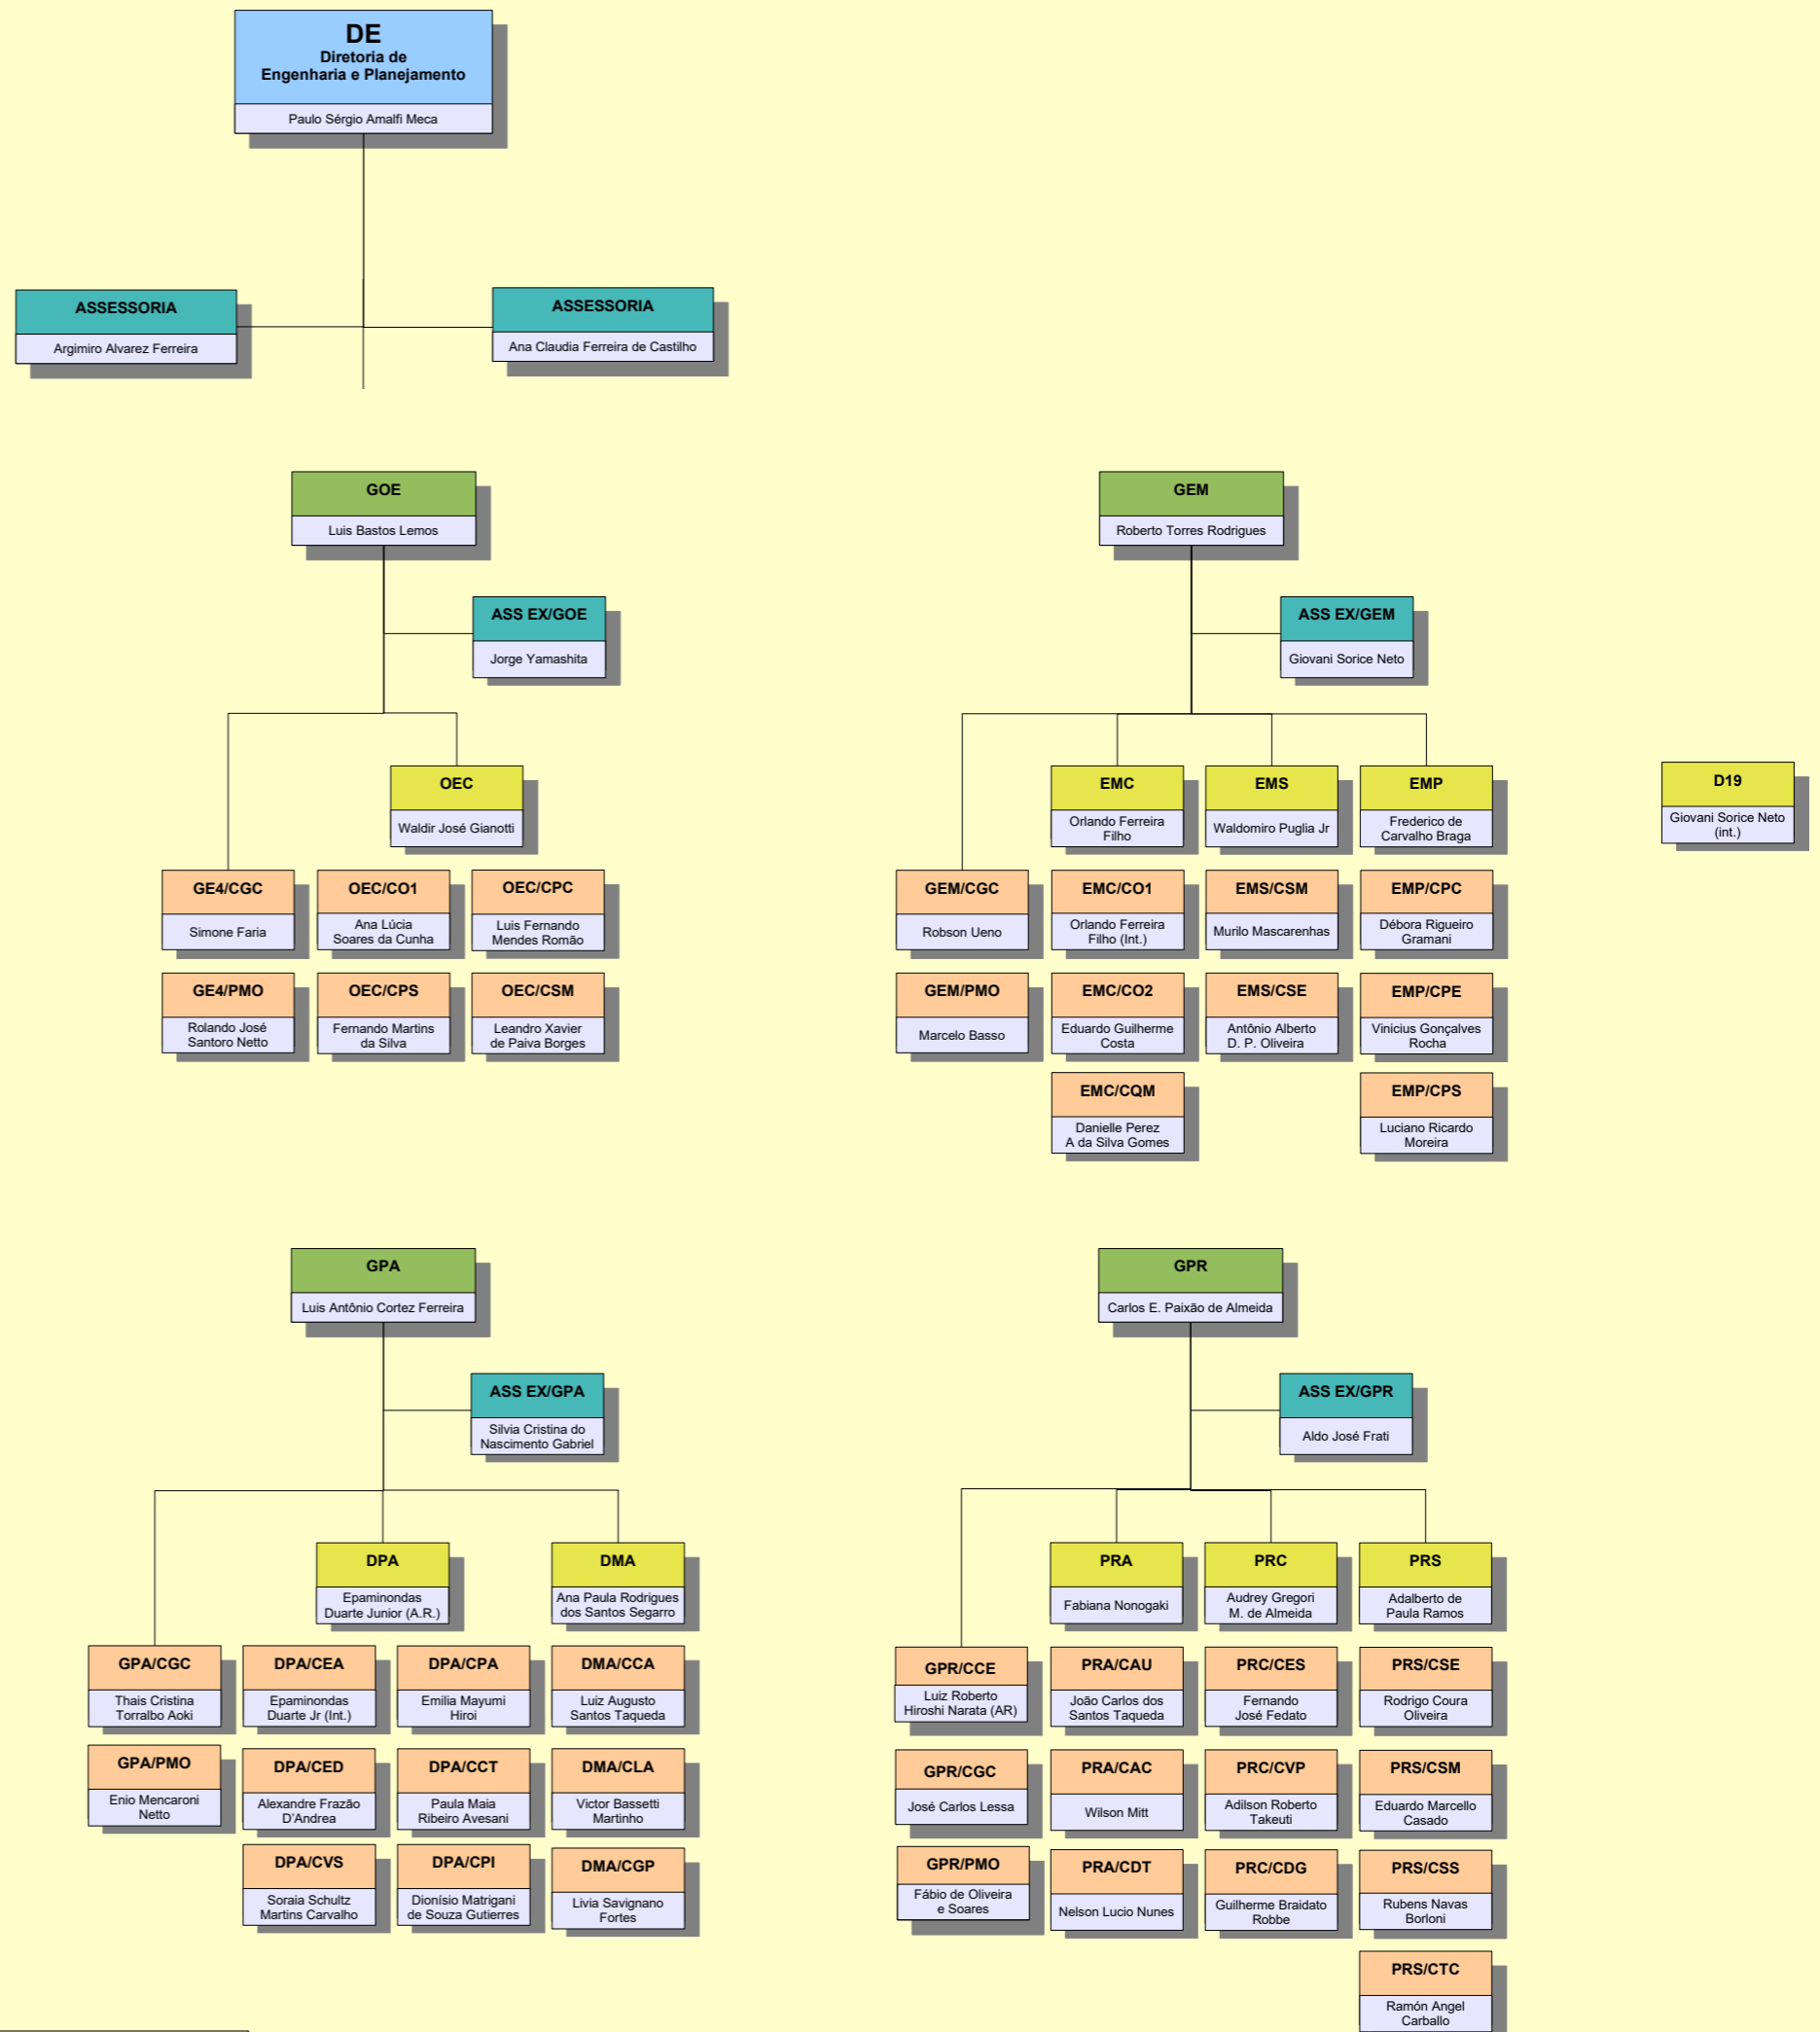 DE
Diretoria de
Engenharia e Planejamento
Paulo Sérgio Amalfi Meca
ASSESSORIA
Argimiro Alvarez Ferreira
ASSESSORIA
Ana Claudia Ferreira de Castilho
GOE
Luis Bastos Lemos
ASS EX/GOE
Jorge Yamashita
OEC
Waldir José Gianotti
GE4/CGC
Simone Faria
OEC/CO1
Ana Lúcia
Soares da Cunha
OEC/CPC
Luis Fernando
Mendes Romão
GE4/PMO
Rolando José
Santoro Netto
OEC/CPS
Fernando Martins
da Silva
OEC/CSM
Leandro Xavier
de Paiva Borges
GEM
Roberto Torres Rodrigues
ASS EX/GEM
Giovani Sorice Neto
EMC
Orlando Ferreira
Filho
EMS
Waldomiro Puglia Jr
EMP
Frederico de
Carvalho Braga
D19
Giovani Sorice Neto
(int.)
GEM/CGC
Robson Ueno
EMC/CO1
Orlando Ferreira
Filho (Int.)
EMS/CSM
Murilo Mascarenhas
EMP/CPC
Débora Rigueiro
Gramani
GEM/PMO
Marcelo Basso
EMC/CO2
Eduardo Guilherme
Costa
EMS/CSE
Antônio Alberto
D. P. Oliveira
EMP/CPE
Vinicius Gonçalves
Rocha
EMC/CQM
Danielle Perez
A da Silva Gomes
EMP/CPS
Luciano Ricardo
Moreira
GPA
Luis Antônio Cortez Ferreira
ASS EX/GPA
Silvia Cristina do
Nascimento Gabriel
DPA
Epaminondas
Duarte Junior (A.R.)
DMA
Ana Paula Rodrigues
dos Santos Segarro
GPA/CGC
Thais Cristina
Torralbo Aoki
DPA/CEA
Epaminondas
Duarte Jr (Int.)
DPA/CPA
Emilia Mayumi
Hiroi
DMA/CCA
Luiz Augusto
Santos Taqueda
GPA/PMO
Enio Mencaroni
Netto
DPA/CED
Alexandre Frazão
D'Andrea
DPA/CCT
Paula Maia
Ribeiro Avesani
DMA/CLA
Victor Bassetti
Martinho
DPA/CVS
Soraia Schultz
Martins Carvalho
DPA/CPI
Dionísio Matrigani
de Souza Gutierres
DMA/CGP
Livia Savignano
Fortes
GPR
Carlos E. Paixão de Almeida
ASS EX/GPR
Aldo José Frati
PRA
Fabiana Nonogaki
PRC
Audrey Gregori
M. de Almeida
PRS
Adalberto de
Paula Ramos
GPR/CCE
Luiz Roberto
Hiroshi Narata (AR)
PRA/CAU
João Carlos dos
Santos Taqueda
PRC/CES
Fernando
José Fedato
PRS/CSE
Rodrigo Coura
Oliveira
GPR/CGC
José Carlos Lessa
PRA/CAC
Wilson Mitt
PRC/CVP
Adilson Roberto
Takeuti
PRS/CSM
Eduardo Marcello
Casado
GPR/PMO
Fábio de Oliveira
e Soares
PRA/CDT
Nelson Lucio Nunes
PRC/CDG
Guilherme Braidato
Robbe
PRS/CSS
Rubens Navas
Borloni
PRS/CTC
Ramón Angel
Carballo